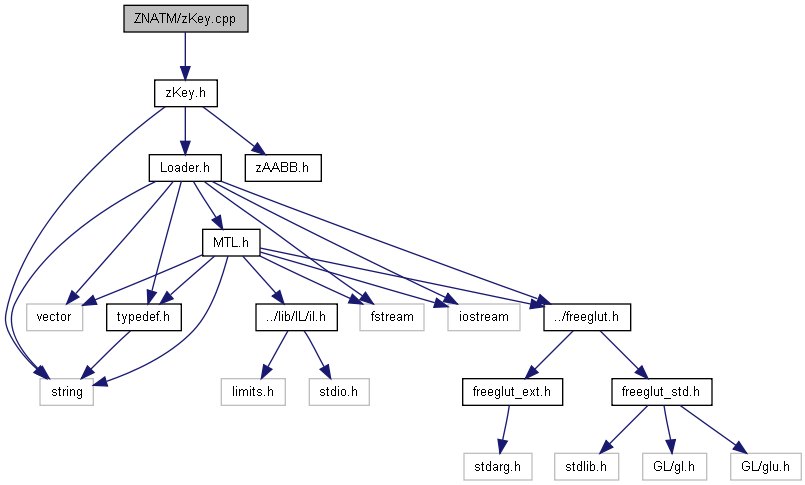 ZNATM/zKey.cpp
zKey.h
Loader.h
zAABB.h
MTL.h
vector
typedef.h
../lib/IL/il.h
fstream
iostream
../freeglut.h
string
limits.h
stdio.h
freeglut_ext.h
freeglut_std.h
stdarg.h
stdlib.h
GL/gl.h
GL/glu.h